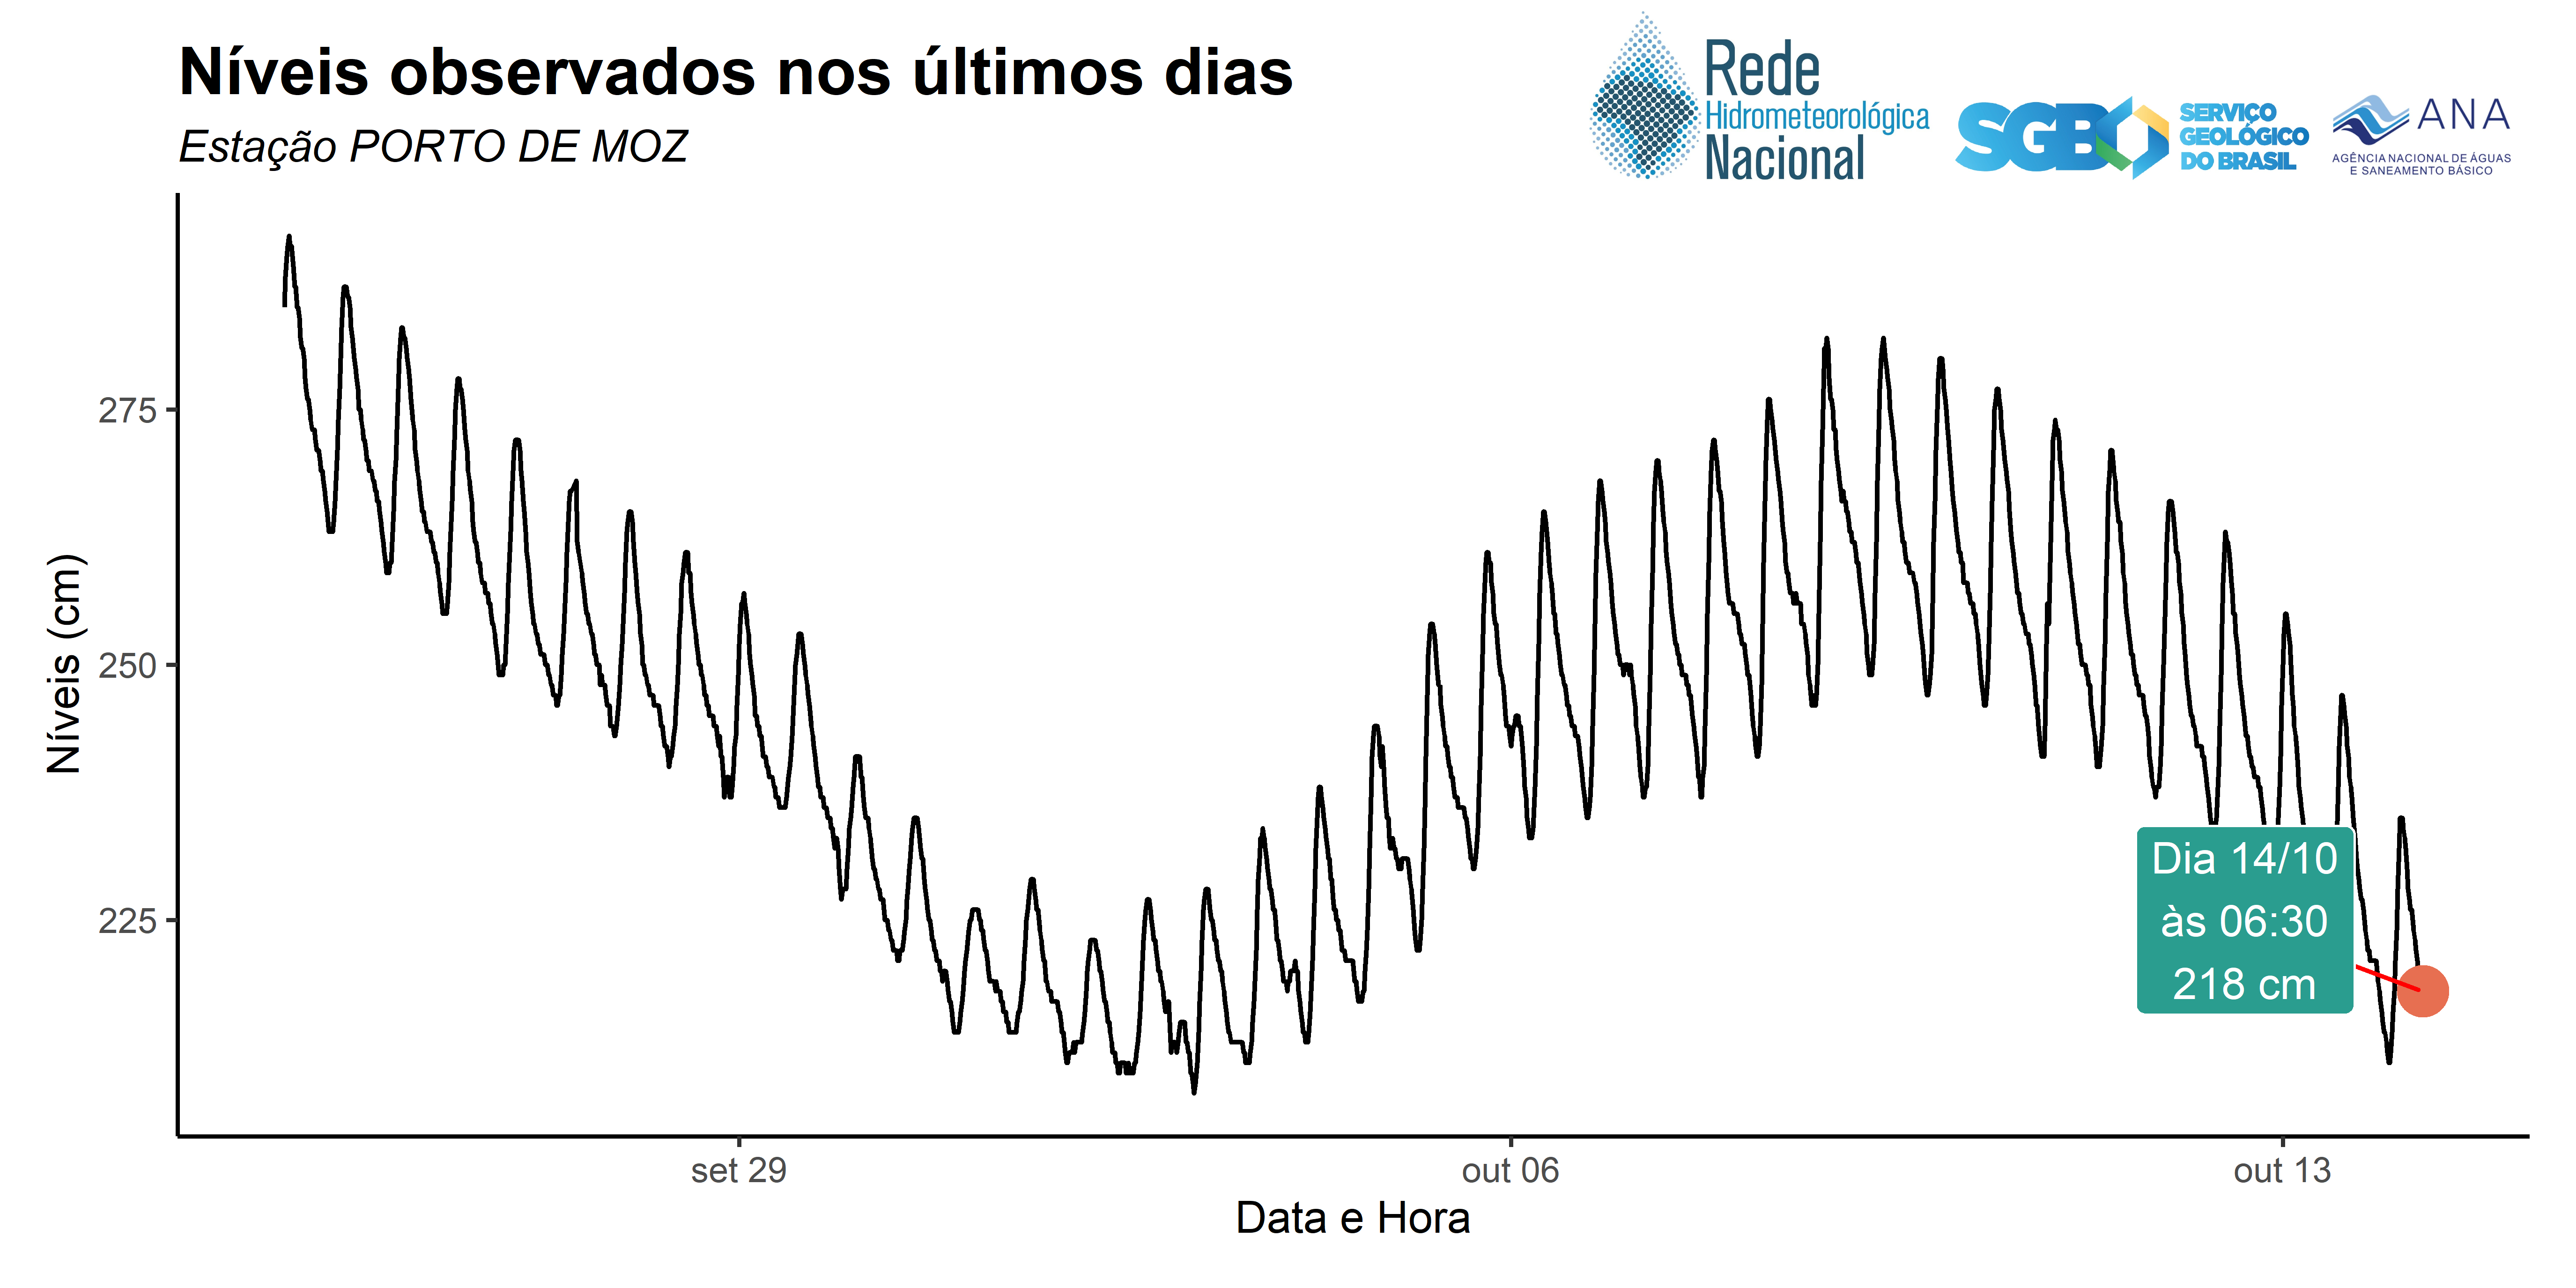 Níveis observados nos últimos dias
Estação PORTO DE MOZ
Rede
Hidrometeorológica
Nacional
SGB
SERVIÇO
GEOLÓGICO
DO BRASIL
ANA
AGÊNCIA NACIONAL DE ÁGUAS
E SANEAMENTO BÁSICO
Níveis (cm)
275
250
225
Dia 14/10
às 06:30
218 cm
set 29
out 06
out 13
Data e Hora